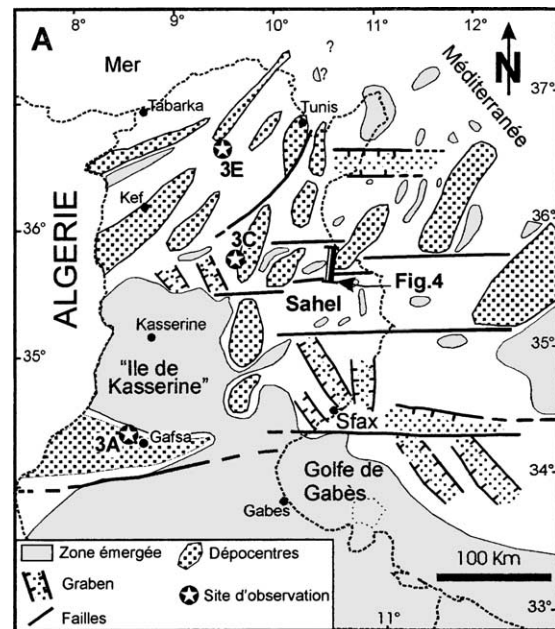 A
8°
9°
10°
11°
12°
N
Mer
?
?
37°
Méditerranée
Tabarka
Tunis
3E
36°
Kef
36°
3C
ALGERIE
Fig.4
Sahel
Kasserine
35°
35°
"Ile de
Kasserine"
Sfax
3A
Gafsa
34°
Golfe de
Gabès
Gabes
Zone émergée
Dépocentres
100 Km
Graben
Site d'observation
Failles
11°
33°